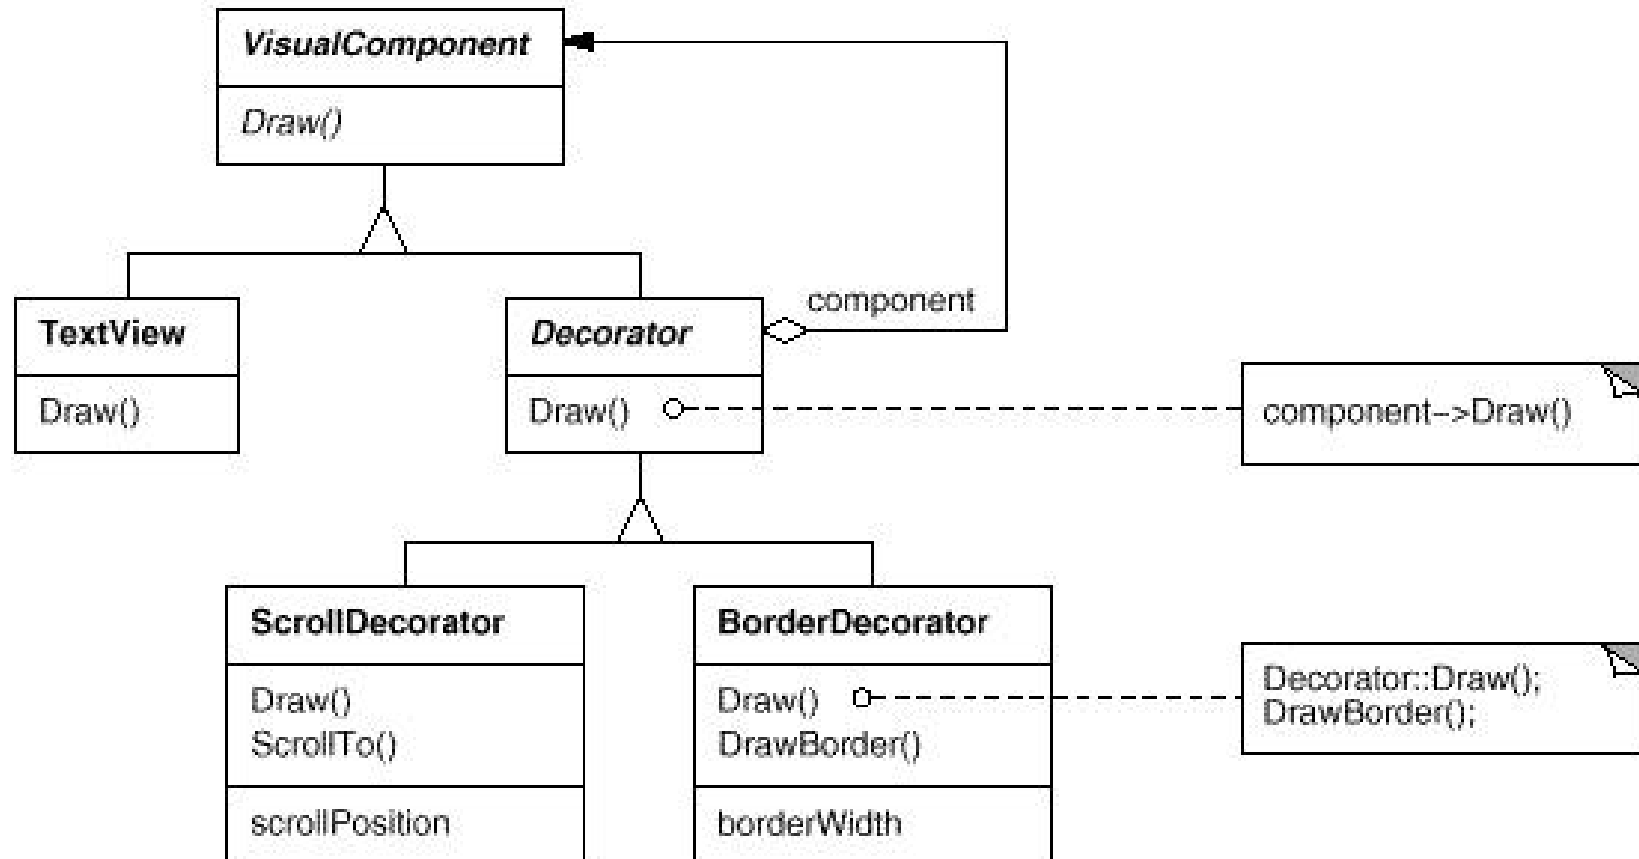 VisualComponent
Draw()
component
TextView
Draw()
Decorator
Draw()
component–>Draw()
ScrollDecorator
Draw()
ScrollTo()
scrollPosition
BorderDecorator
Draw()
DrawBorder()
borderWidth
Decorator::Draw();
DrawBorder();